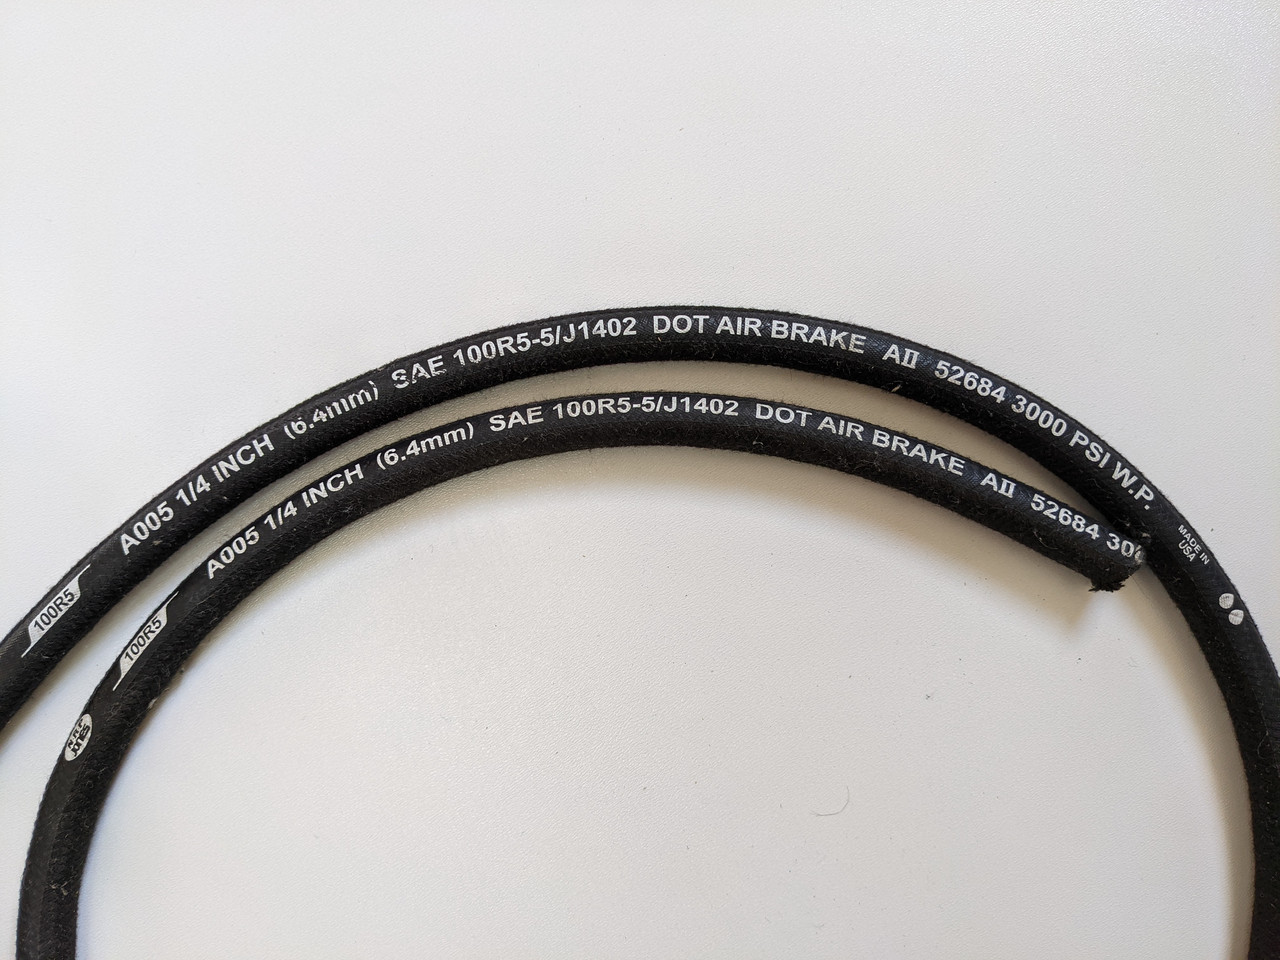 100R5 A005 1/4 INCH (6.4mm) SAE 100R5-5/J1402 DOT AIR BRAKE AII 52684 3000 PSI W.P. MADE IN
USA
100R5 A005 1/4 INCH (6.4mm) SAE 100R5-5/J1402 DOT AIR BRAKE AII 52684 300